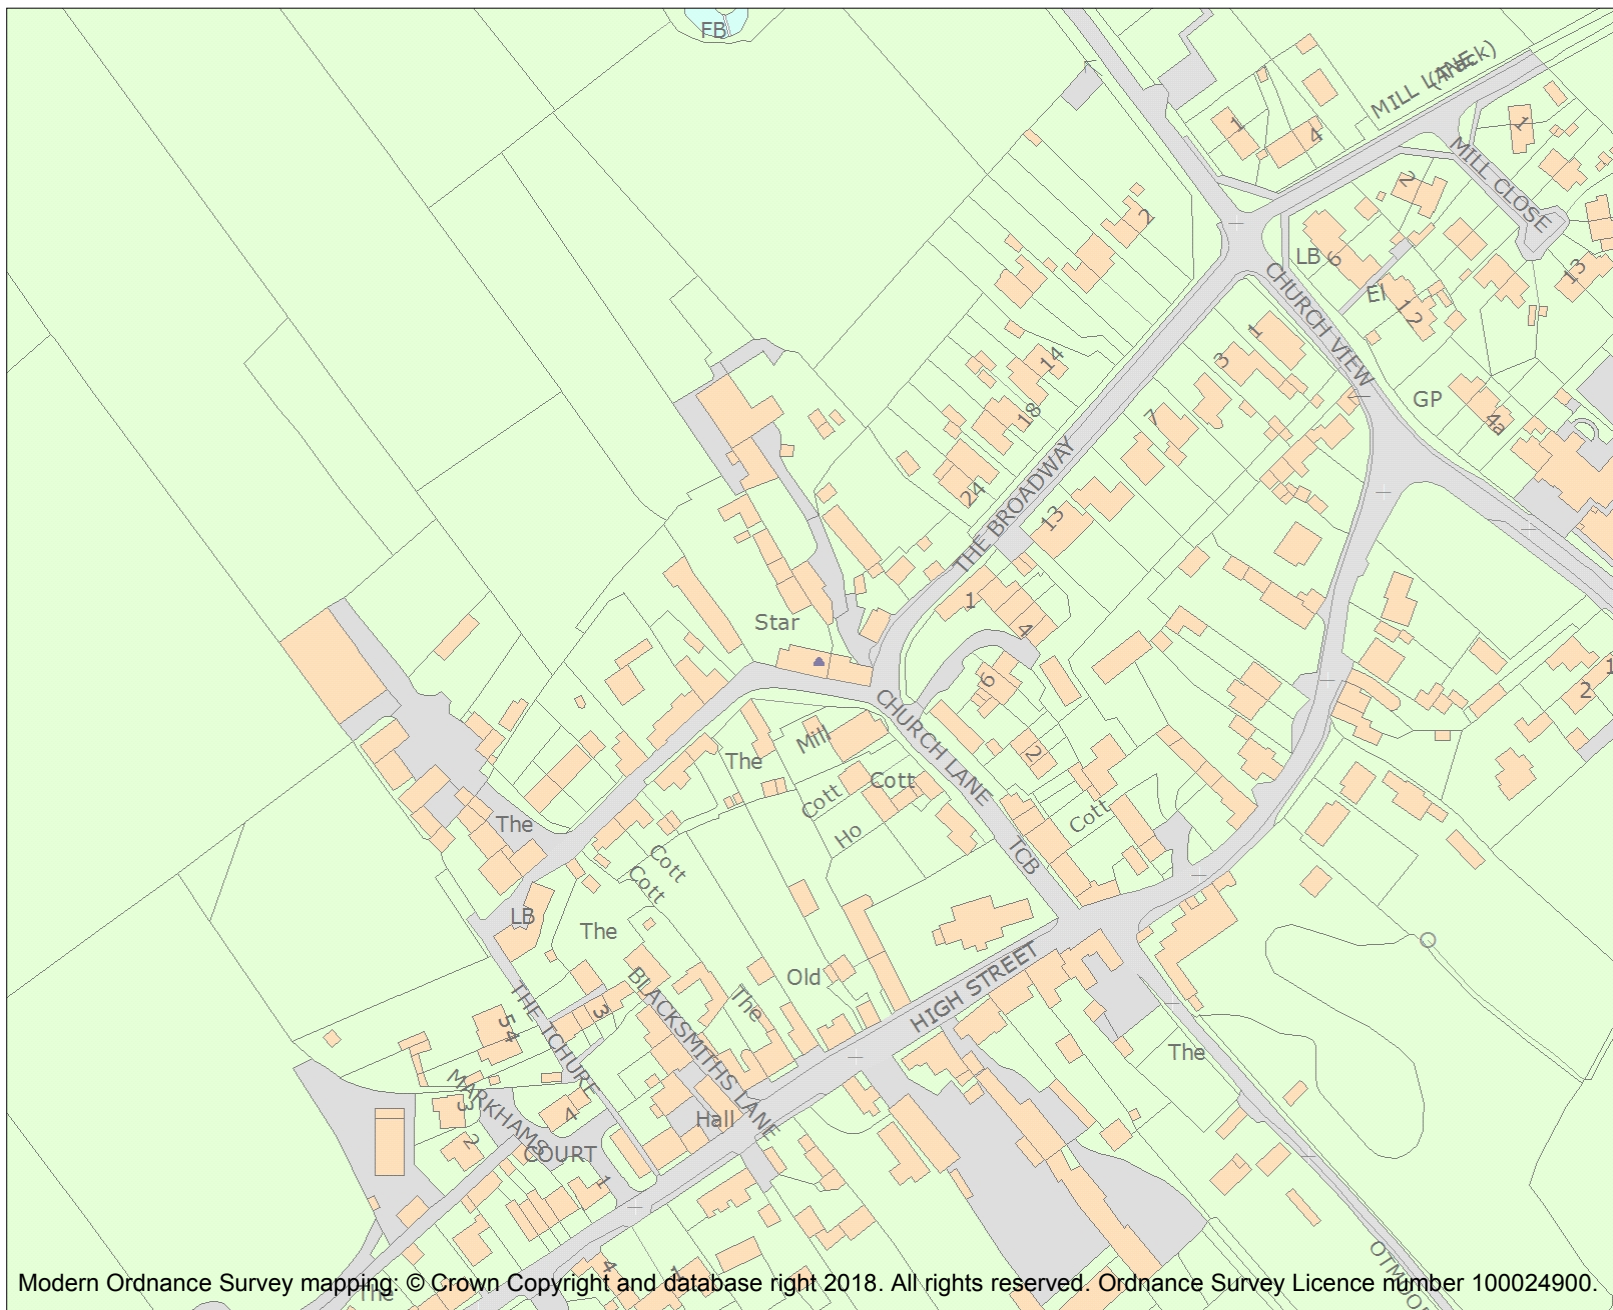 FB
MILL LANE
(Track)
1
4
1
MILL CLOSE
2
2
LB
6
13
El
CHURCH VIEW
1
12
3
14
GP
4a
18
7
24
THE BROADWAY
13
1
Star
4
6
2
1
2
CHURCH LANE
The
Mill
Cott
Cott
Cott
Ho
TCB
The
Cott
Cott
LB
The
Old
HIGH STREET
BLACKSMITHS LANE
The
The
THE TCHURE
3
54
MARKHAMS
COURT
3
4
2
1
Hall
4
The
Modern Ordnance Survey mapping: © Crown Copyright and database right 2018. All rights reserved. Ordnance Survey Licence number 100024900.